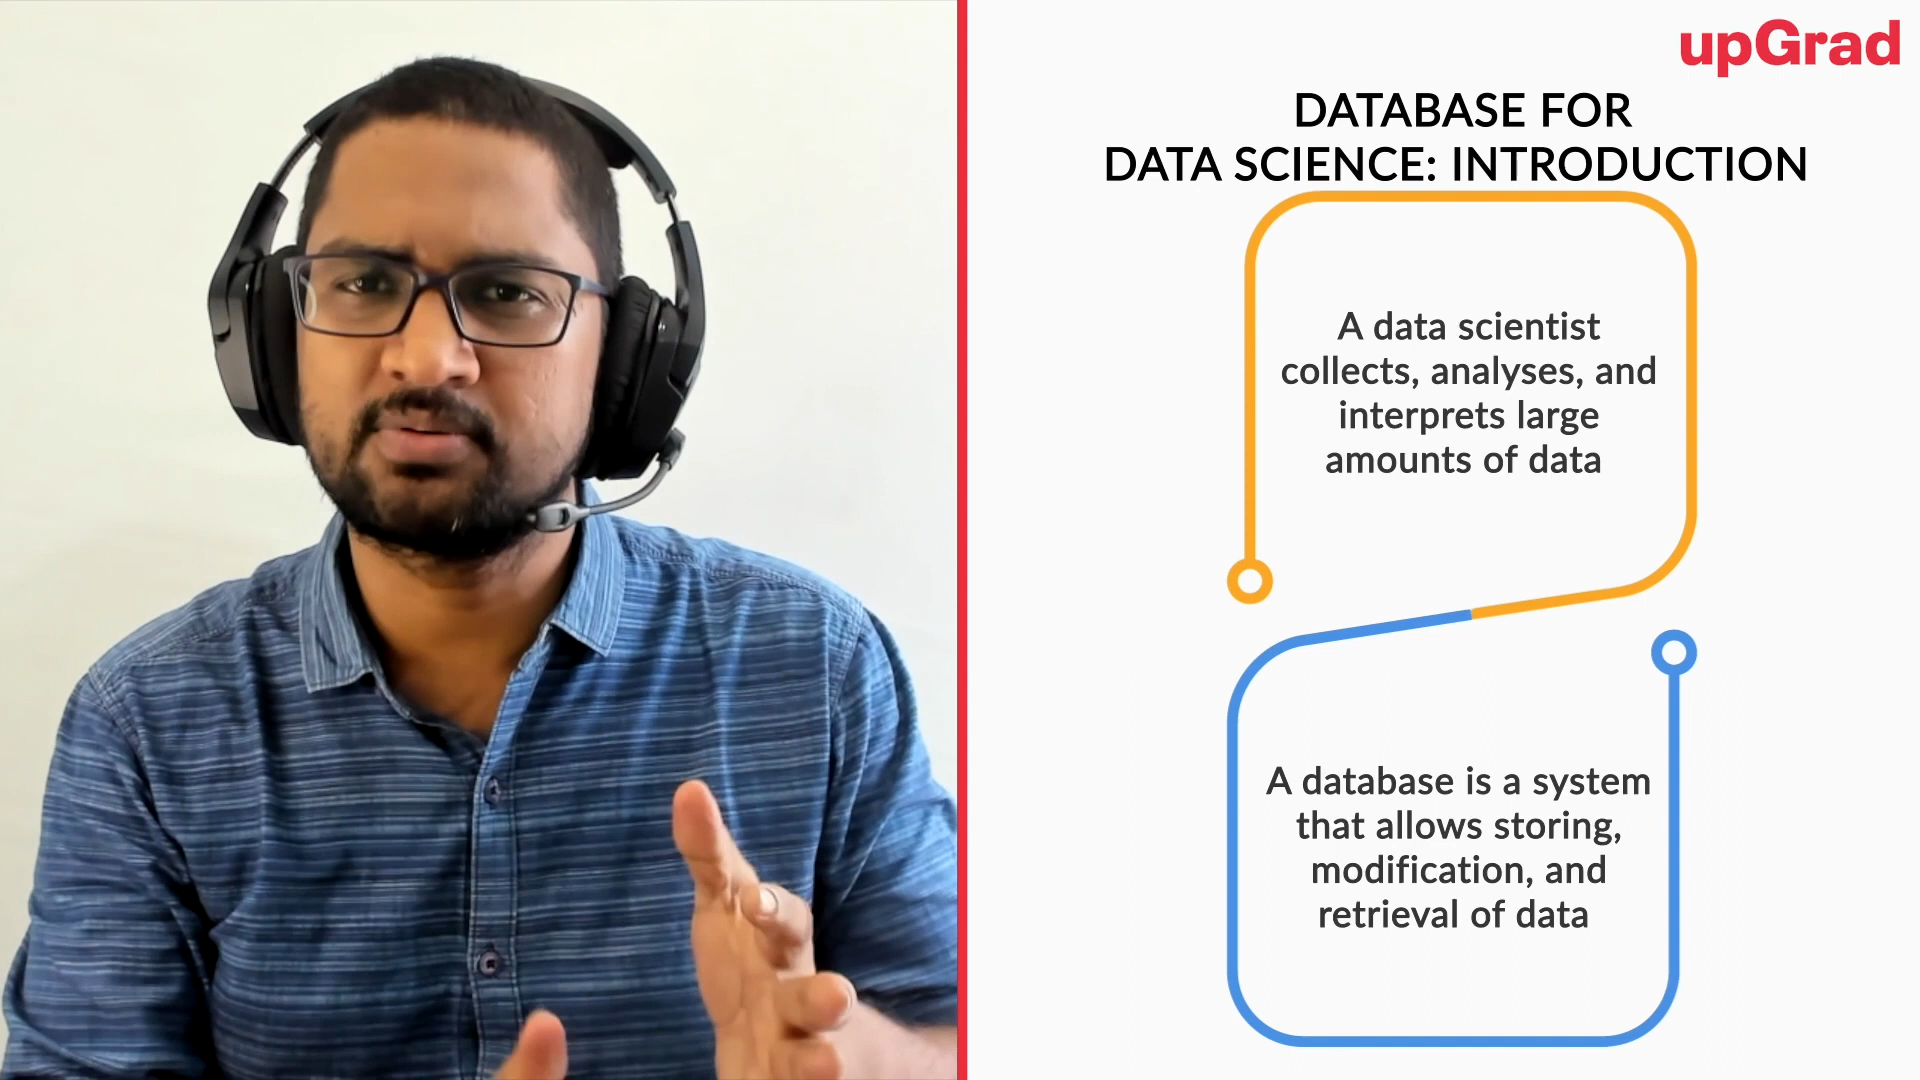 upGrad
DATABASE FOR
DATA SCIENCE: INTRODUCTION
A data scientist
collects, analyses, and
interprets large
amounts of data
A database is a system
that allows storing,
modification, and
retrieval of data